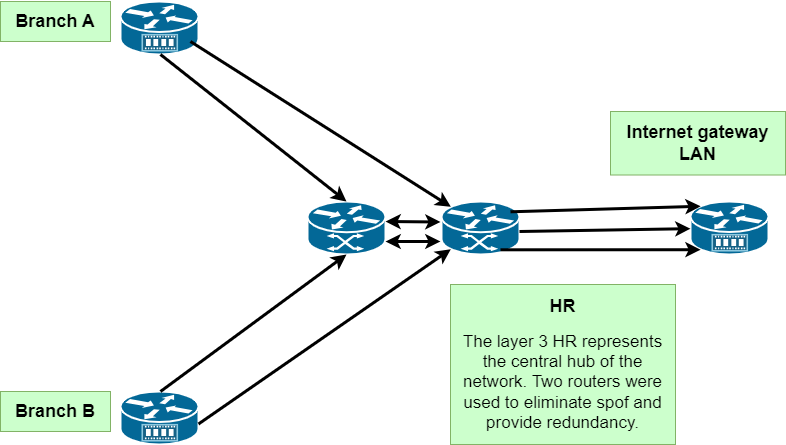 Branch A
Internet gateway
LAN
HR
The layer 3 HR represents
the central hub of the
network. Two routers were
used to eliminate spof and
provide redundancy.
Branch B